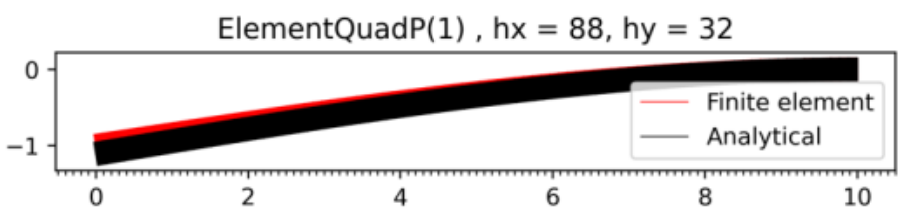 ElementQuadP(1) , hx = 88, hy = 32
0
Finite element
Analytical
−1
0 2 4 6 8 10